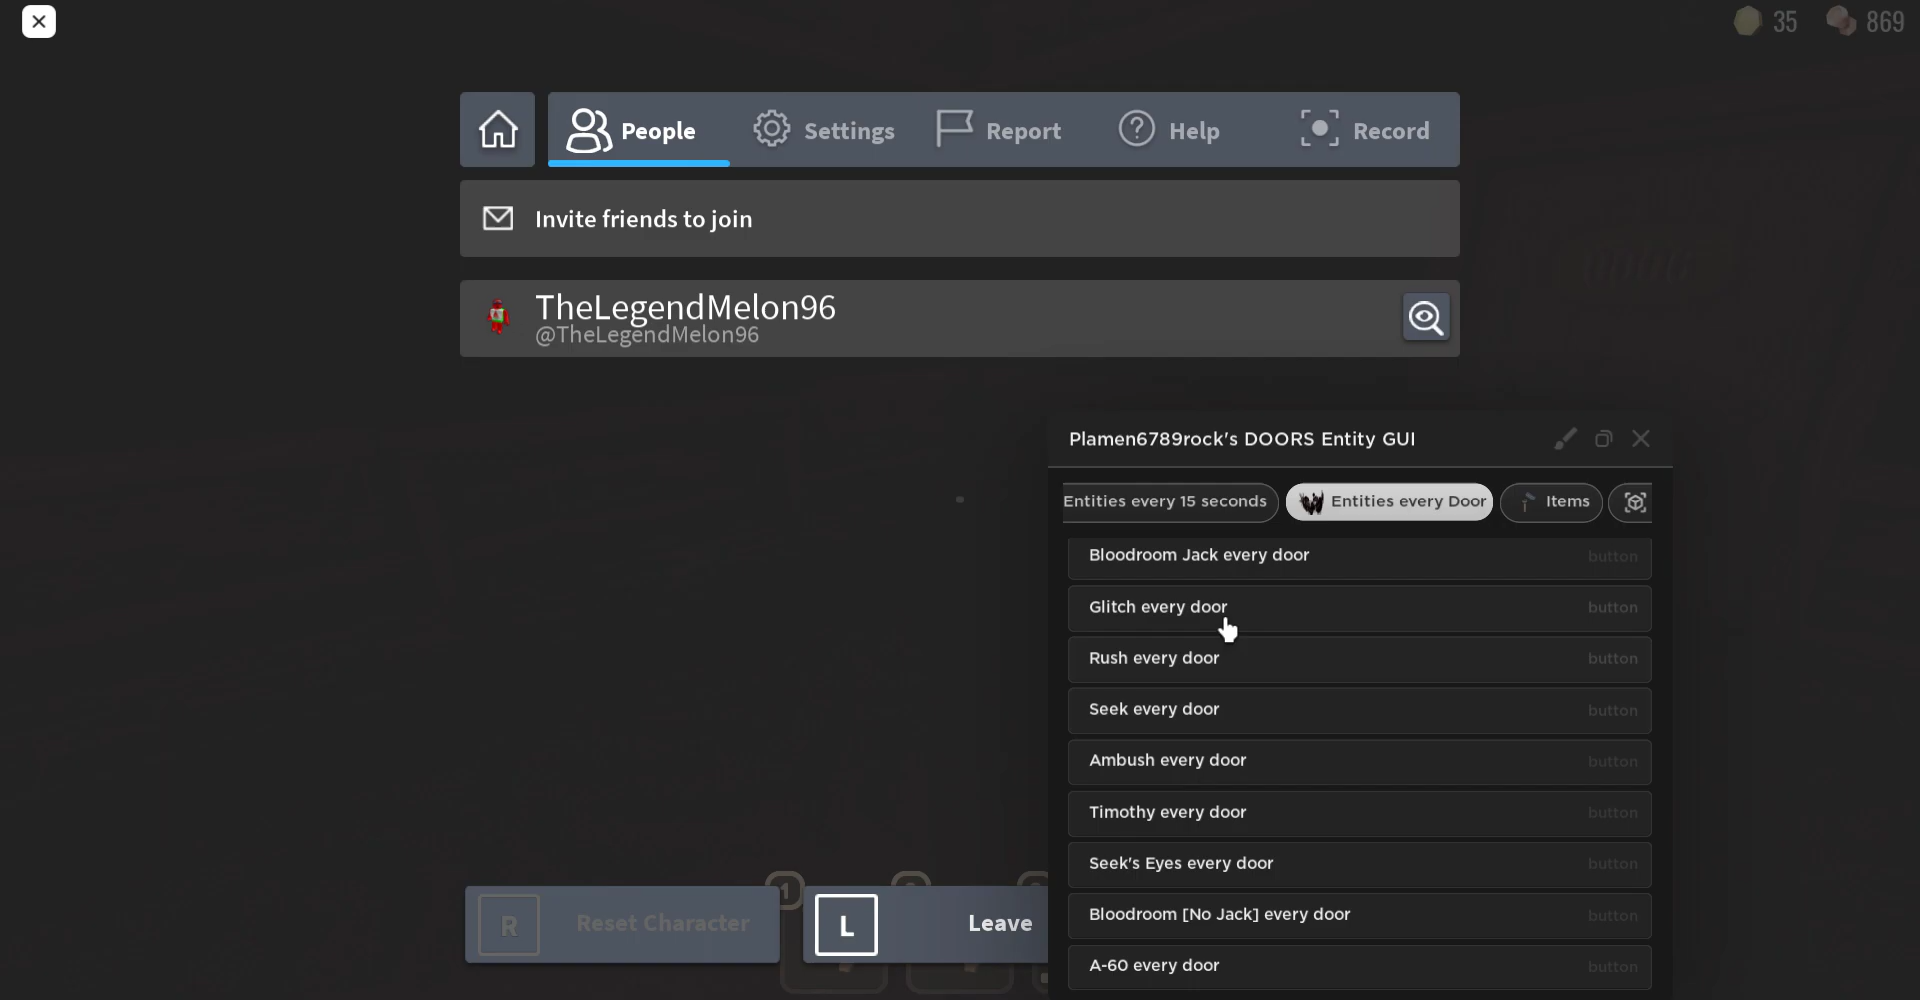 35
869
People
Settings
Report
Help
Record
Invite friends to join
TheLegendMelon96
@TheLegendMelon96
Plamen6789rock's DOORS Entity GUI
Entities every 15 seconds
Entities every Door
Items
Bloodroom Jack every door
button
Glitch every door
button
Rush every door
button
Seek every door
button
Ambush every door
button
Timothy every door
button
Seek's Eyes every door
button
Bloodroom [No Jack] every door
button
A-60 every door
button
1
R
Reset Character
L
Leave